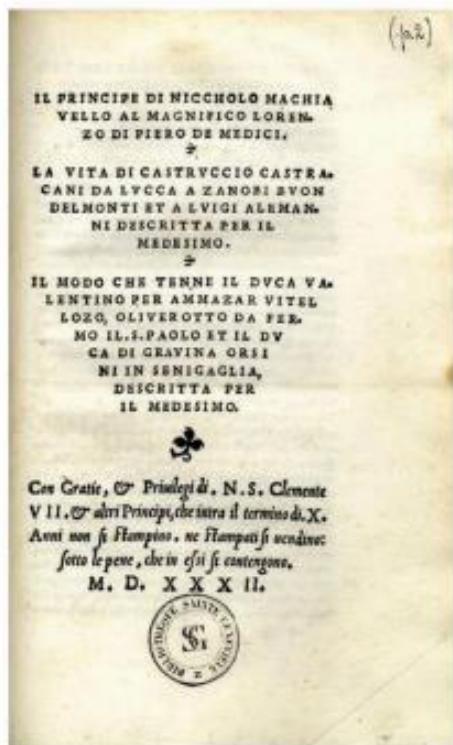 (p2)
IL PRINCIPE DI NICCHOLO MACHIA
VELLO AL MAGNIFICO LOREN-
ZO DI PIERO DE MEDICI.
LA VITA DI CASTRVCCIO CASTRA-
CANI DA LVCCA A ZANOBI BVON
DELMONTI ET A LVIGI ALEMAN-
NI DESCRITTA PER IL
MEDESIMO.
IL MODO CHE TENNE IL DVCA VA-
LENTINO PER AMMAZAR VITEL
LOZO, OLIVEROTTO DA FER-
MO IL.S.PAOLO ET IL DV
CA DI GRAVINA ORSI
NI IN SENIGAGLIA,
DESCRITTA PER
IL MEDESIMO.
Con Gratie, & Priuilegi di. N.S. Clemente
VII. & altri Principi, che intra il termino di. X.
Anni non si stampino. ne stampati si uendino:
sotto le pene, che in essi si contengono.
M. D. X X X II.
BIBLIOTHEQUE SAINTE GENEVIEVE
SG